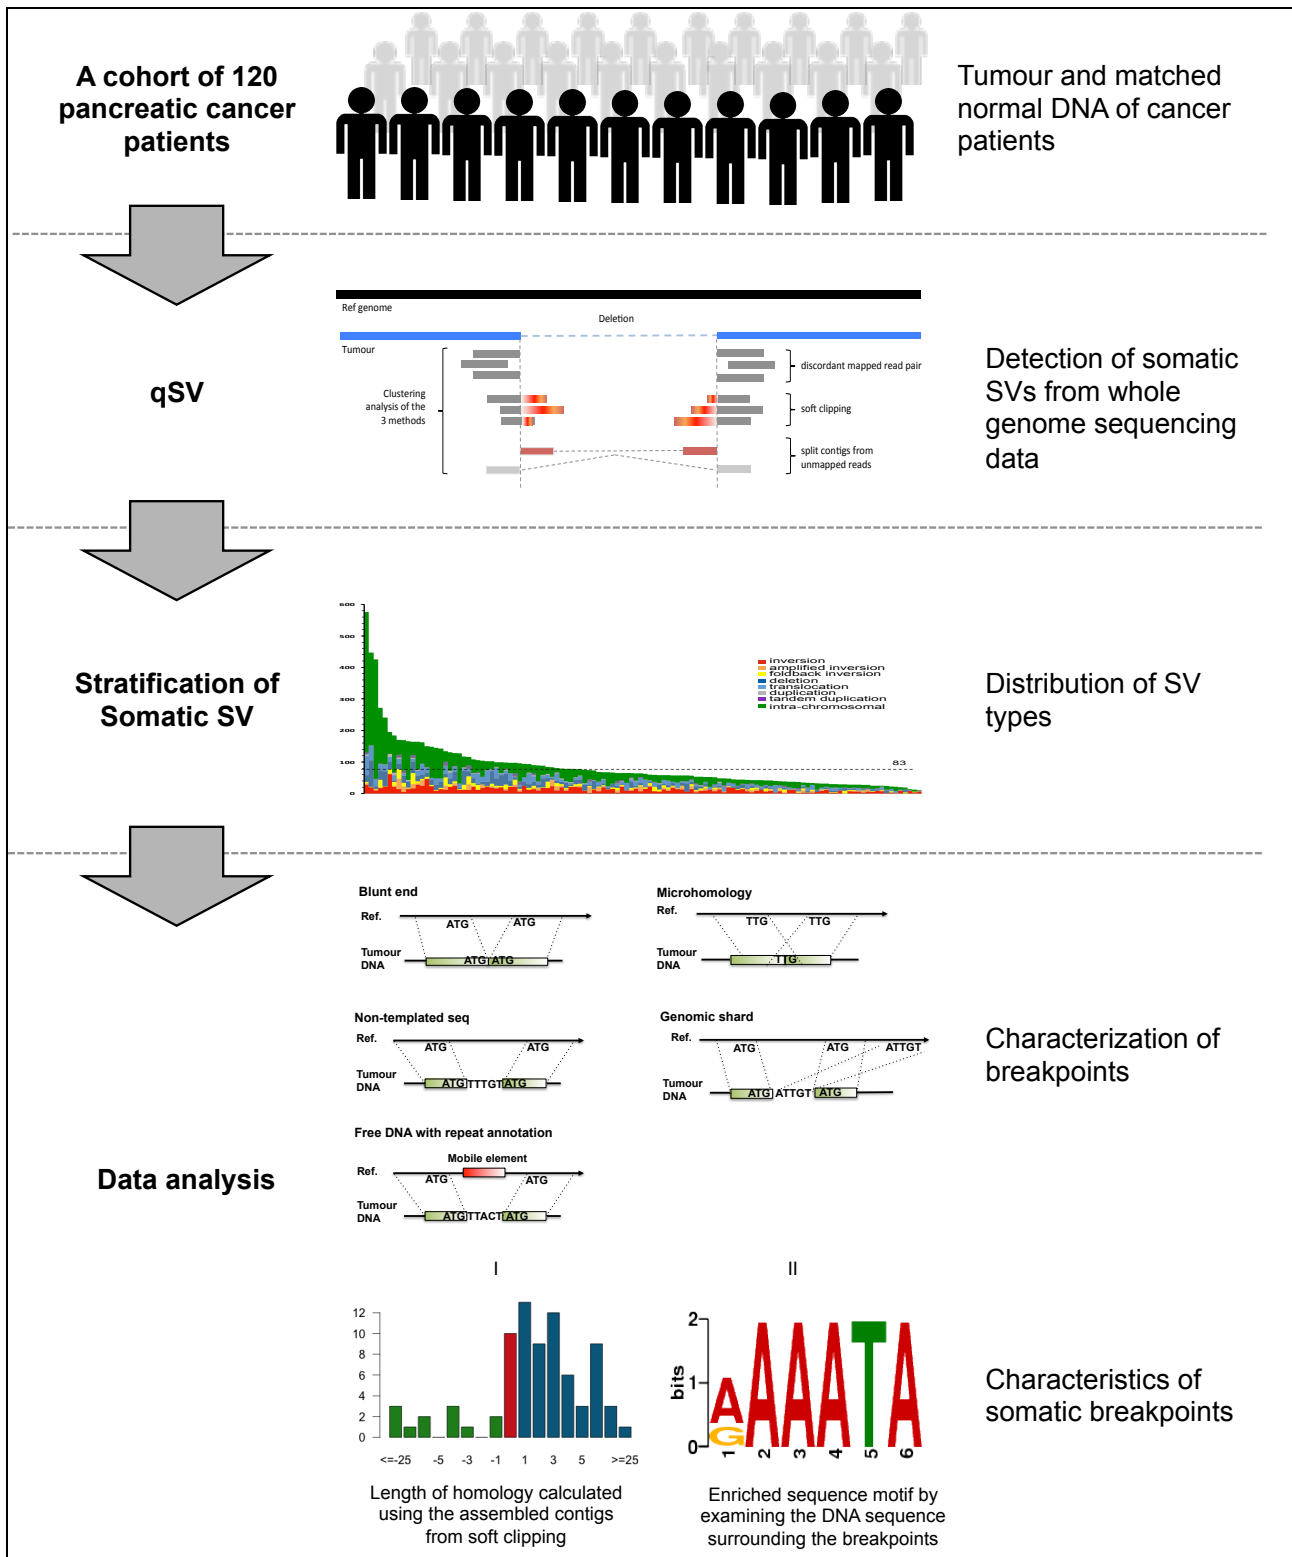 A cohort of 120
pancreatic cancer
patients
Tumour and matched
normal DNA of cancer
patients
qSV
Ref genome
Deletion
Tumour
Clustering
analysis of the
3 methods
discordant mapped read pair
soft clipping
split contigs from
unmapped reads
Detection of somatic
SVs from whole
genome sequencing
data
Stratification of
Somatic SV
600
500
400
300
200
100
0
inversion
amplified inversion
foldback inversion
deletion
translocation
duplication
tandem duplication
intra-chromosomal
83
Distribution of SV
types
Data analysis
Blunt end
Ref.
ATG ATG
Tumour
DNA
ATG ATG
Microhomology
Ref.
TTG TTG
Tumour
DNA
TTG
Non-templated seq
Ref.
ATG ATG
Tumour
DNA
ATG TTTGT ATG
Genomic shard
Ref.
ATG ATG ATTGT
Tumour
DNA
ATG ATTGT ATG
Free DNA with repeat annotation
Mobile element
Ref.
ATG ATG
Tumour
DNA
ATG TTACT ATG
Characterization of
breakpoints
I
II
12
10
8
6
4
2
0
<=-25 -5 -3 -1 1 3 5 >=25
Length of homology calculated
using the assembled contigs
from soft clipping
2
1
0
bits
A G A A A T A
1 2 3 4 5 6
Enriched sequence motif by
examining the DNA sequence
surrounding the breakpoints
Characteristics of
somatic breakpoints